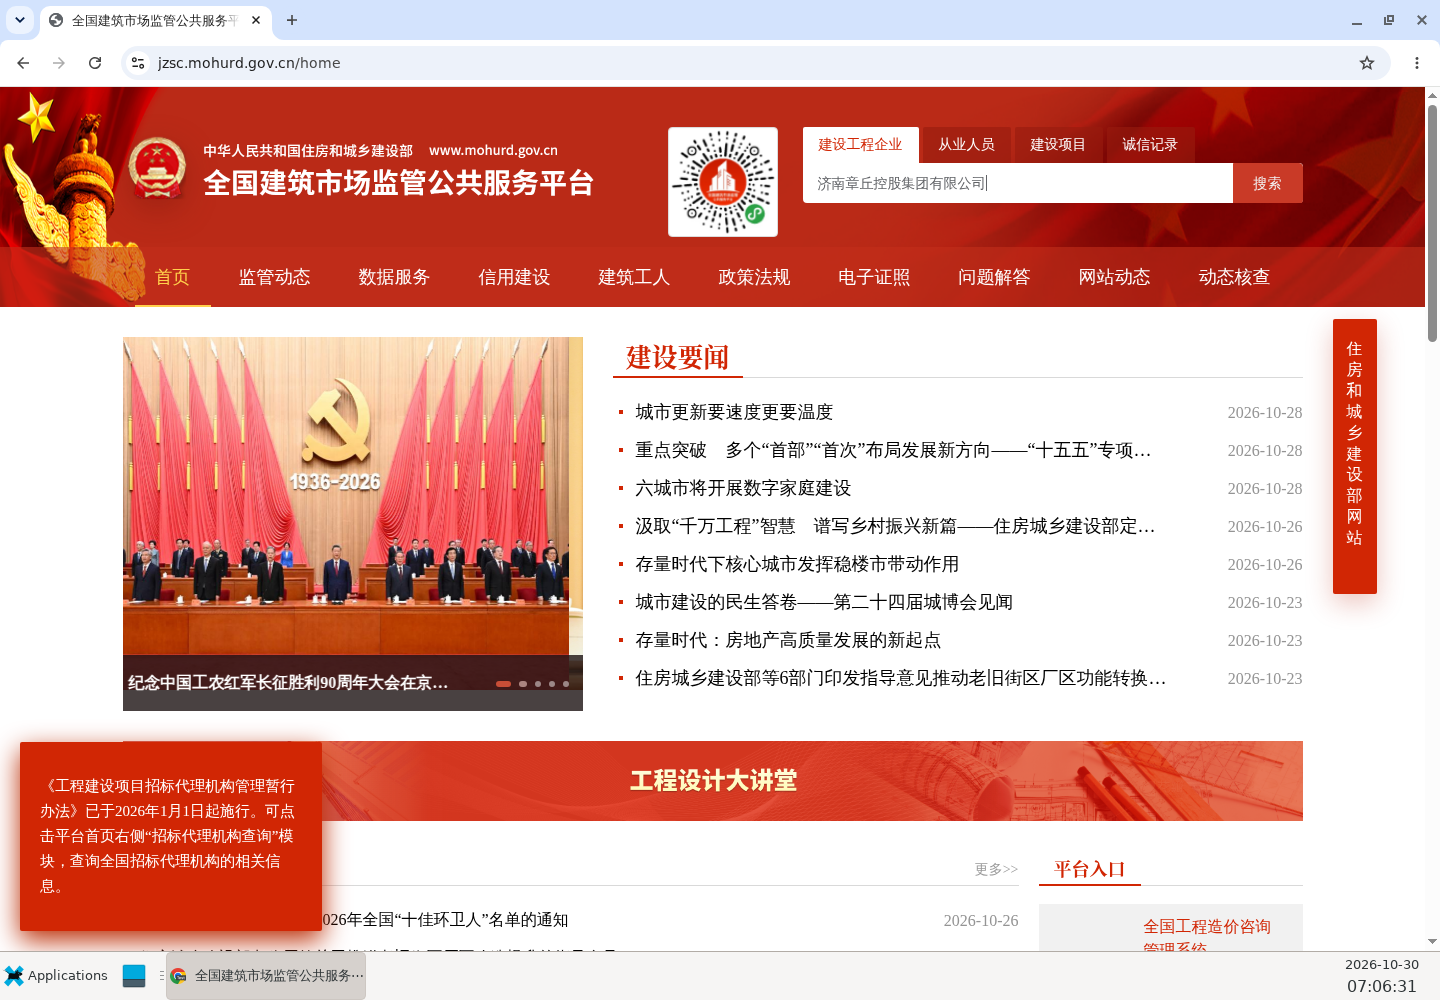 全国建筑市场监管公共服务平
jzsc.mohurd.gov.cn/home
中华人民共和国住房和城乡建设部 www.mohurd.gov.cn
全国建筑市场监管公共服务平台
建设工程企业 从业人员 建设项目 诚信记录
济南章丘控股集团有限公司 搜索
首页 监管动态 数据服务 信用建设 建筑工人 政策法规 电子证照 问题解答 网站动态 动态核查
1936-2026
纪念中国工农红军长征胜利90周年大会在京…
建设要闻
城市更新要速度更要温度 2026-10-28
重点突破 多个“首部”“首次”布局发展新方向——“十五五”专项… 2026-10-28
六城市将开展数字家庭建设 2026-10-28
汲取“千万工程”智慧 谱写乡村振兴新篇——住房城乡建设部定… 2026-10-26
存量时代下核心城市发挥稳楼市带动作用 2026-10-26
城市建设的民生答卷——第二十四届城博会见闻 2026-10-23
存量时代：房地产高质量发展的新起点 2026-10-23
住房城乡建设部等6部门印发指导意见推动老旧街区厂区功能转换… 2026-10-23
住房和城乡建设部网站
工程设计大讲堂
《工程建设项目招标代理机构管理暂行
办法》已于2026年1月1日起施行。可点
击平台首页右侧“招标代理机构查询”模
块，查询全国招标代理机构的相关信
息。
更多>>
026年全国“十佳环卫人”名单的通知 2026-10-26
平台入口
全国工程造价咨询
管理系统
Applications
全国建筑市场监管公共服务…
2026-10-30
07:06:31